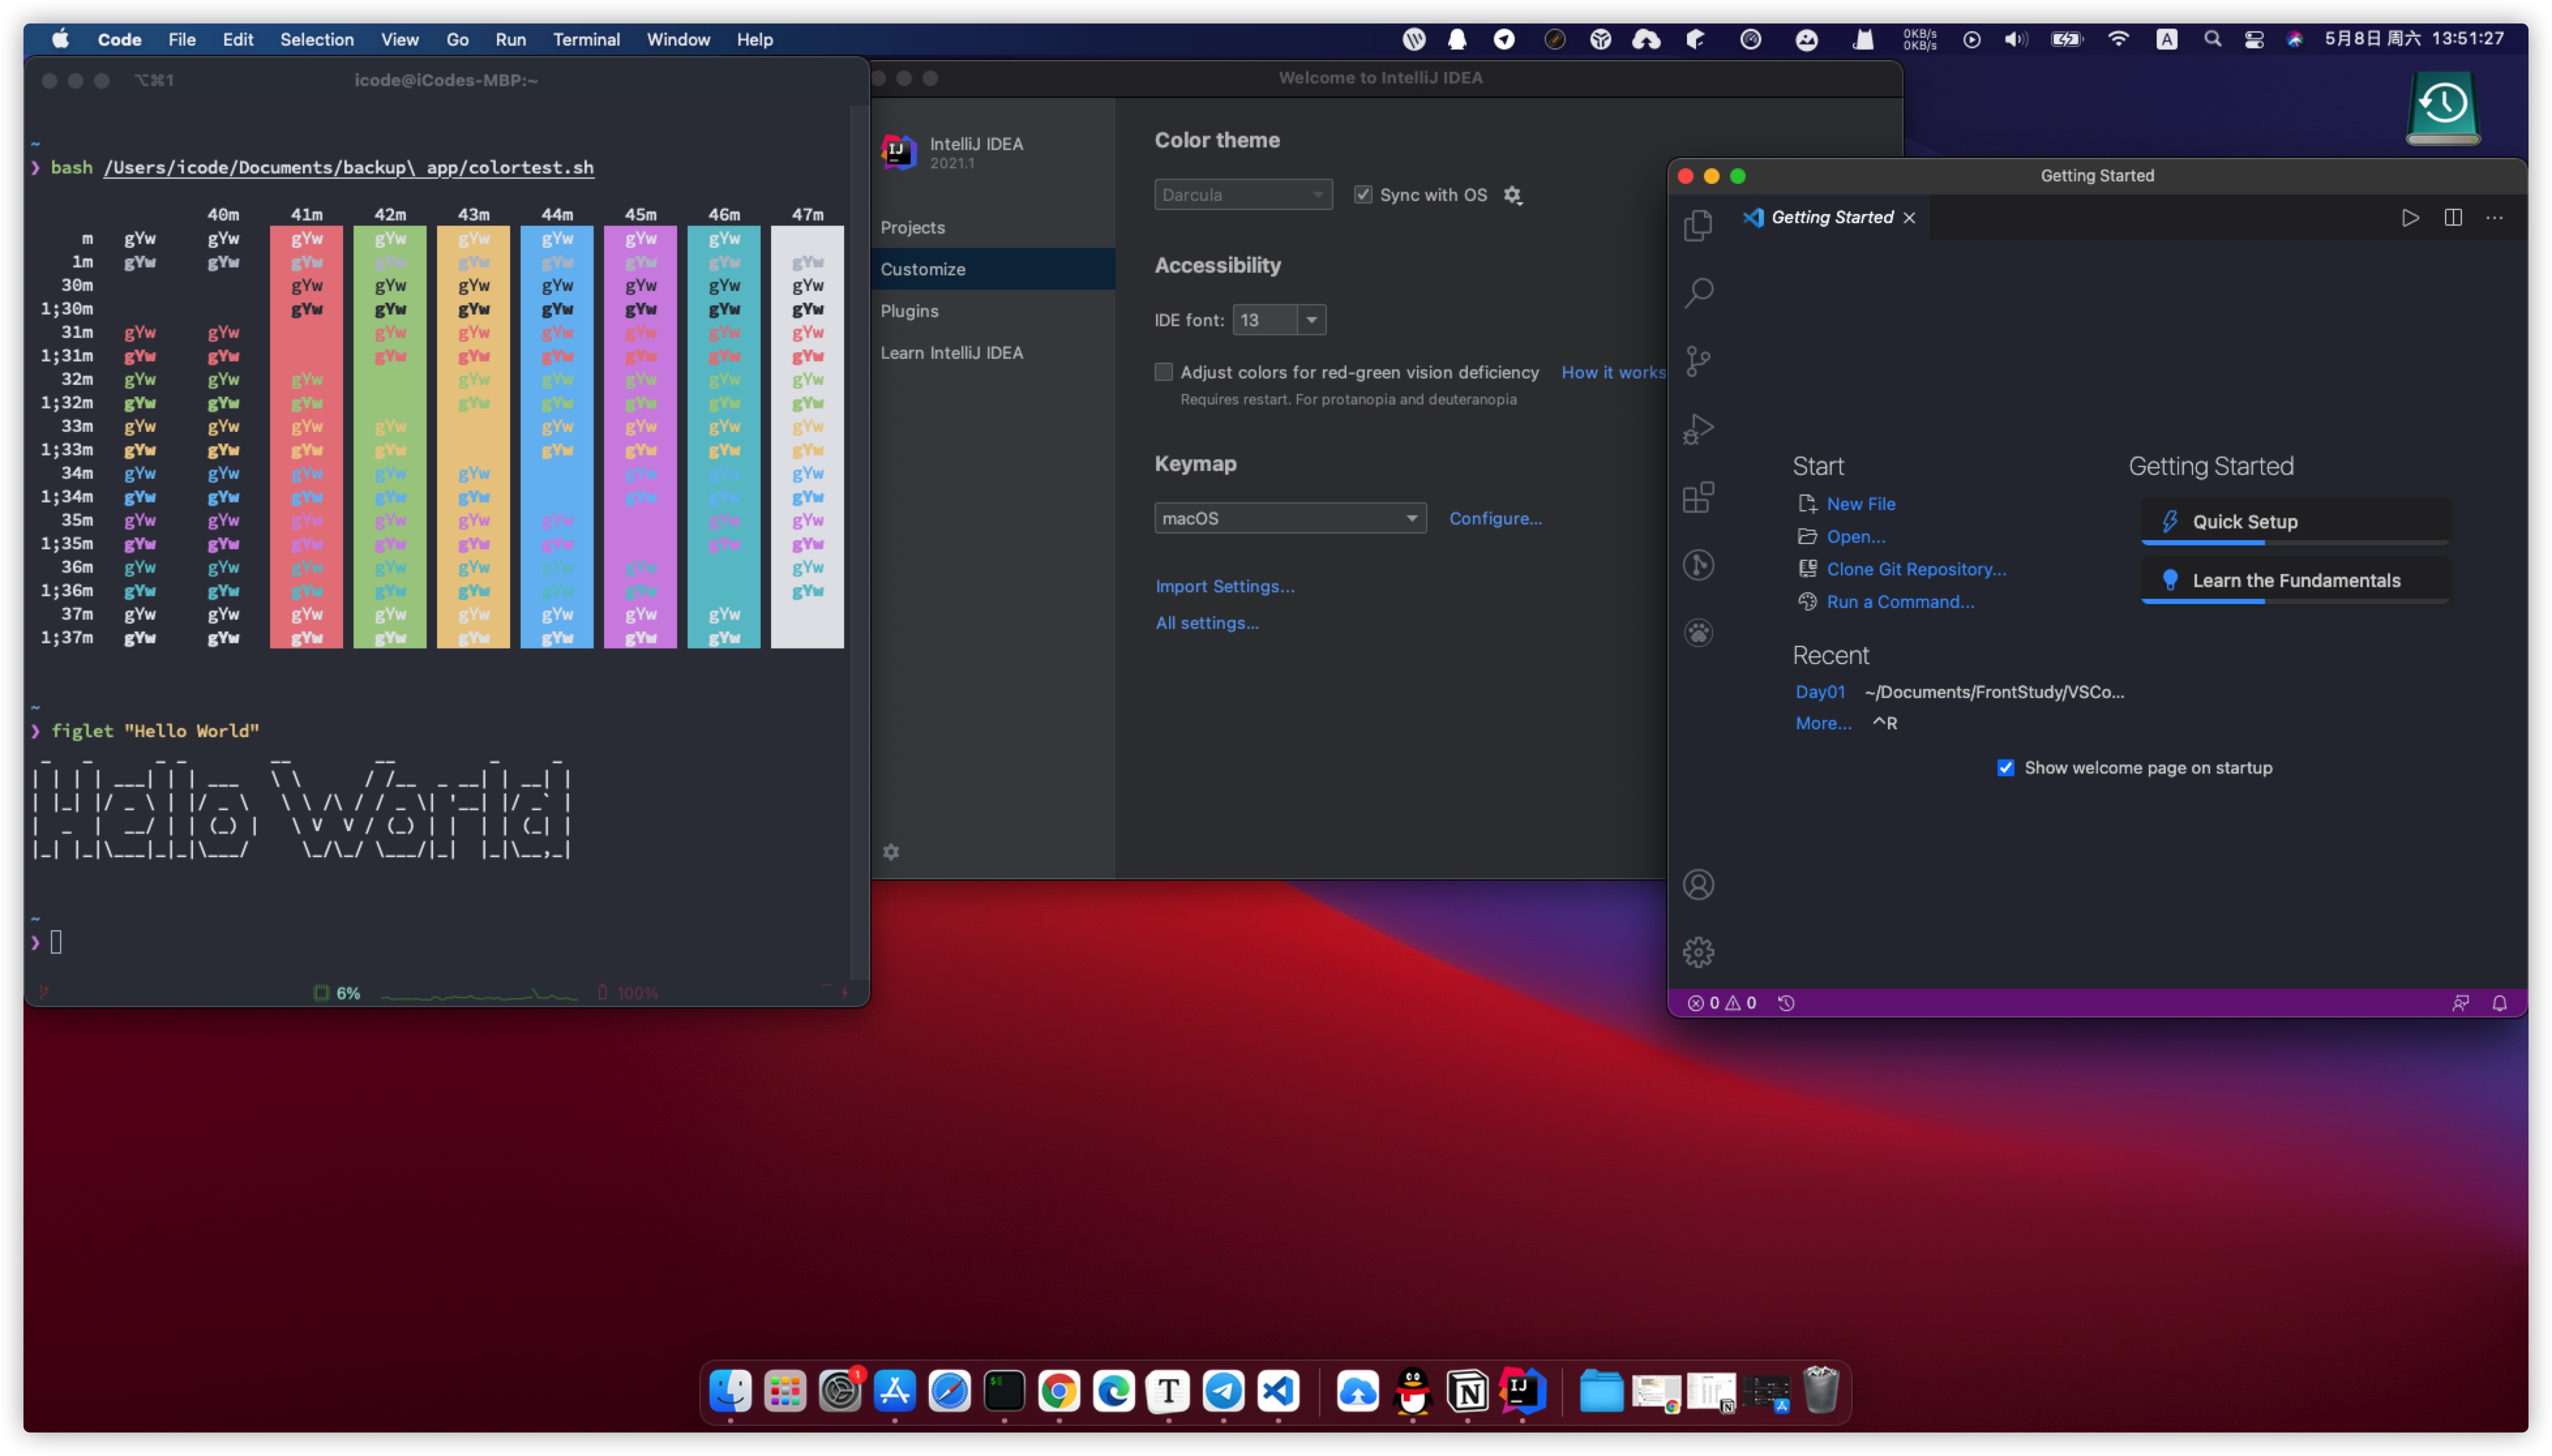 Code File Edit Selection View Go Run Terminal Window Help
0KB/s
0KB/s
A
5月8日 周六 13:51:27
⌥⌘1 icode@iCodes-MBP:~
~
❯ bash /Users/icode/Documents/backup\ app/colortest.sh
40m 41m 42m 43m 44m 45m 46m 47m
m gYw gYw gYw gYw gYw gYw gYw gYw
1m gYw gYw gYw gYw gYw gYw gYw gYw gYw
30m gYw gYw gYw gYw gYw gYw gYw
1;30m gYw gYw gYw gYw gYw gYw gYw
31m gYw gYw gYw gYw gYw gYw gYw gYw
1;31m gYw gYw gYw gYw gYw gYw gYw gYw
32m gYw gYw gYw gYw gYw gYw gYw gYw
1;32m gYw gYw gYw gYw gYw gYw gYw gYw
33m gYw gYw gYw gYw gYw gYw gYw gYw
1;33m gYw gYw gYw gYw gYw gYw gYw gYw
34m gYw gYw gYw gYw gYw gYw gYw gYw
1;34m gYw gYw gYw gYw gYw gYw gYw gYw
35m gYw gYw gYw gYw gYw gYw gYw gYw
1;35m gYw gYw gYw gYw gYw gYw gYw gYw
36m gYw gYw gYw gYw gYw gYw gYw gYw
1;36m gYw gYw gYw gYw gYw gYw gYw gYw
37m gYw gYw gYw gYw gYw gYw gYw gYw
1;37m gYw gYw gYw gYw gYw gYw gYw gYw
~
❯ figlet "Hello World"
Hello World
~
❯
6% 100%
Welcome to IntelliJ IDEA
IJ IntelliJ IDEA
2021.1
Projects
Customize
Plugins
Learn IntelliJ IDEA
Color theme
Darcula Sync with OS
Accessibility
IDE font: 13
Adjust colors for red-green vision deficiency How it works
Requires restart. For protanopia and deuteranopia
Keymap
macOS Configure...
Import Settings...
All settings...
Getting Started
Getting Started
Start
New File
Open...
Clone Git Repository...
Run a Command...
Recent
Day01 ~/Documents/FrontStudy/VSCo...
More... ^R
Getting Started
Quick Setup
Learn the Fundamentals
Show welcome page on startup
0 0
1
$
T
N
IJ